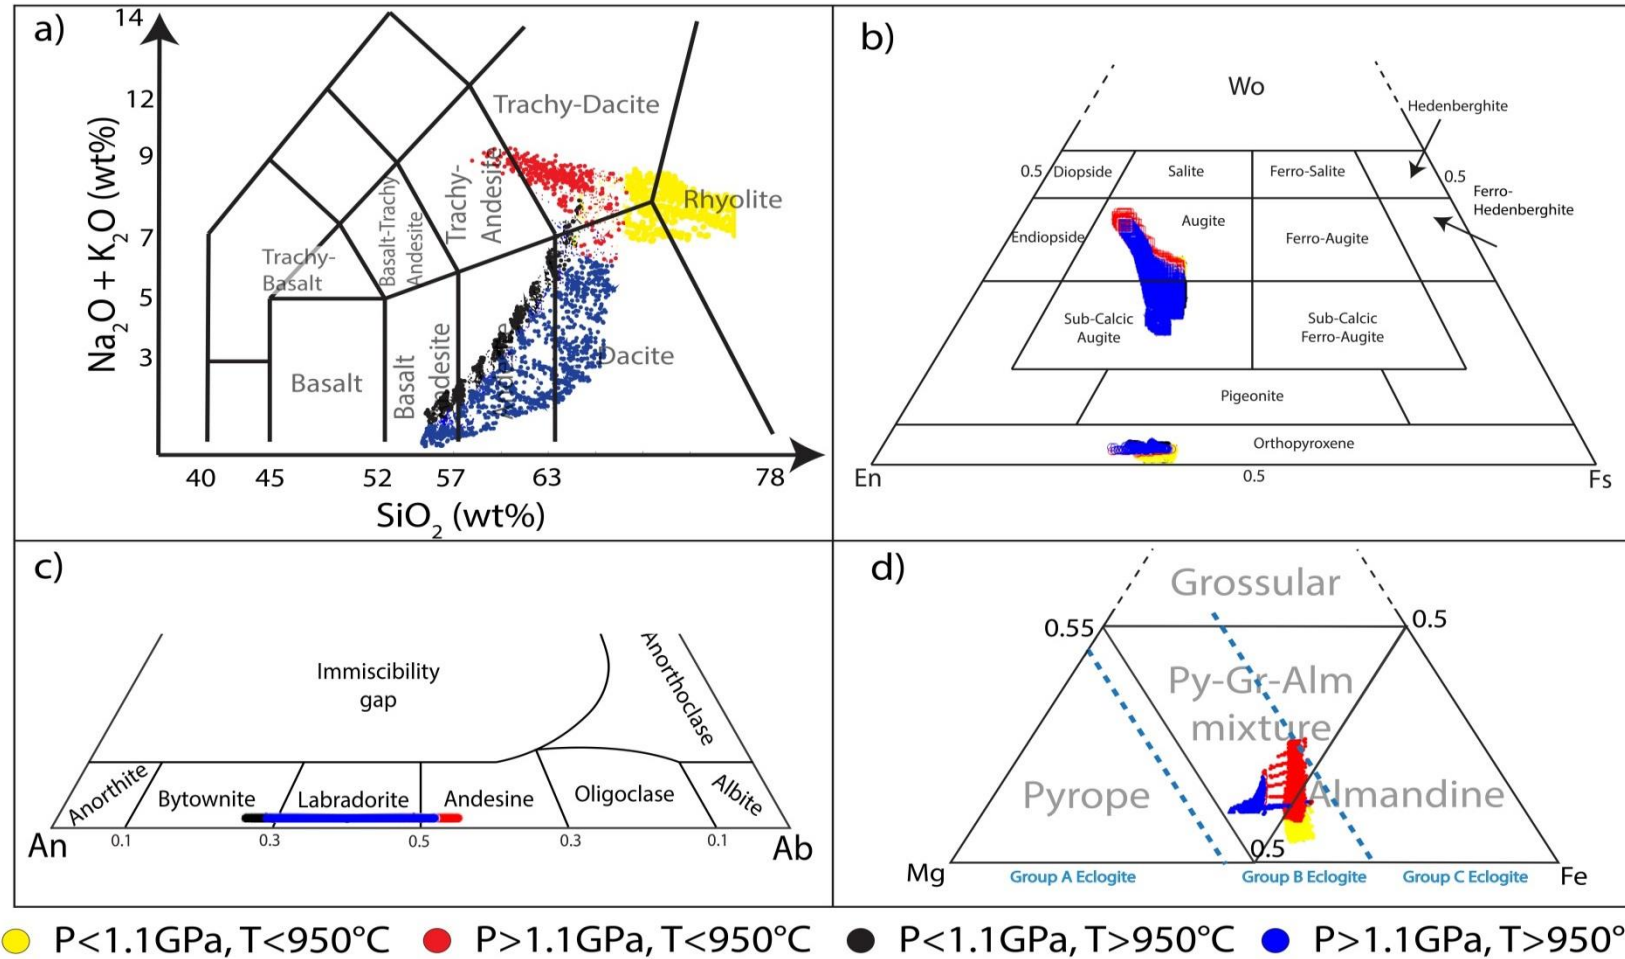 a)
14
12
9
7
5
3
Na2O + K2O (wt%)
Trachy-Dacite
Rhyolite
Trachy-
Andesite
Basalt-Trachy
Andesite
Trachy-
Basalt
Basalt
Basalt
Andesite
Andesite
Dacite
40 45 52 57 63 78
SiO2 (wt%)
b)
Wo
Hedenberghite
0.5 Diopside Salite Ferro-Salite 0.5
Ferro-
Hedenberghite
Endiopside Augite Ferro-Augite
Sub-Calcic
Augite
Sub-Calcic
Ferro-Augite
Pigeonite
Orthopyroxene
En 0.5 Fs
c)
Immiscibility
gap
Anorthoclase
Anorthite Bytownite Labradorite Andesine Oligoclase Albite
An 0.1 0.3 0.5 0.3 0.1 Ab
d)
Grossular
0.55 0.5
Py-Gr-Alm
mixture
Pyrope Almandine
0.5
Mg Group A Eclogite Group B Eclogite Group C Eclogite Fe
P<1.1GPa, T<950°C P>1.1GPa, T<950°C P<1.1GPa, T>950°C P>1.1GPa, T>950°